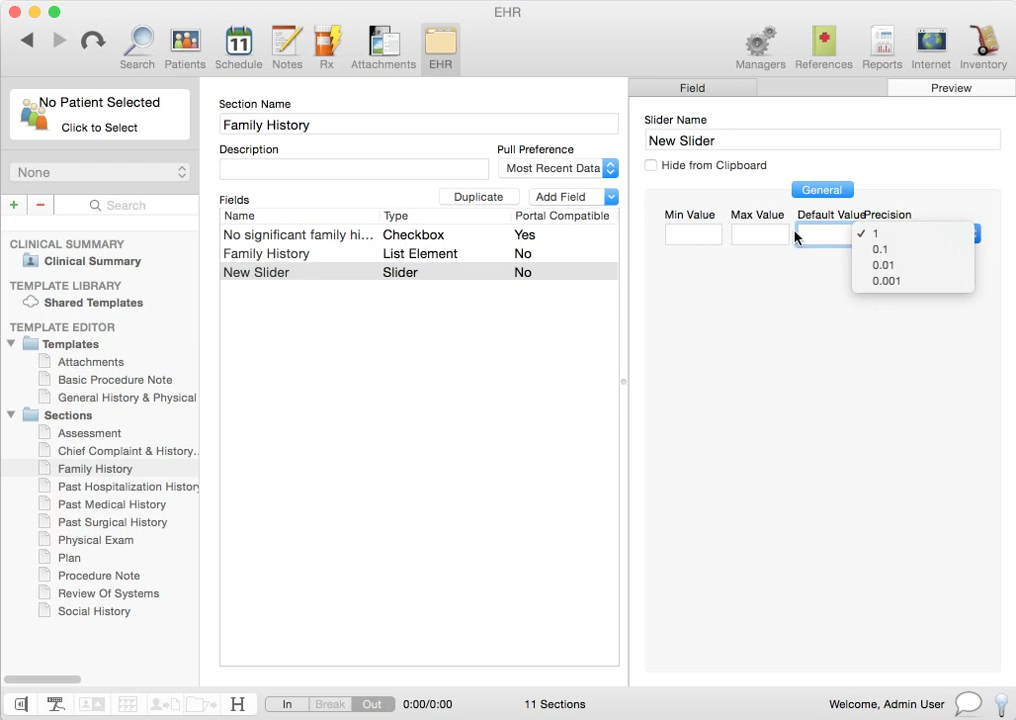 EHR
Search
Patients
11
Schedule
Notes
Rx
Attachments
EHR
Managers
References
Reports
Internet
Inventory
No Patient Selected
Click to Select
None
Search
CLINICAL SUMMARY
Clinical Summary
TEMPLATE LIBRARY
Shared Templates
TEMPLATE EDITOR
Templates
Attachments
Basic Procedure Note
General History & Physical
Sections
Assessment
Chief Complaint & History..
Family History
Past Hospitalization History
Past Medical History
Past Surgical History
Physical Exam
Plan
Procedure Note
Review Of Systems
Social History
Section Name
Family History
Description
Pull Preference
Most Recent Data
Fields
Duplicate
Add Field
Name Type Portal Compatible
No significant family hi... Checkbox Yes
Family History List Element No
New Slider Slider No
Field
Preview
Slider Name
New Slider
Hide from Clipboard
General
Min Value Max Value Default Value Precision
✓ 1
0.1
0.01
0.001
H
In Break Out
0:00/0:00
11 Sections
Welcome, Admin User